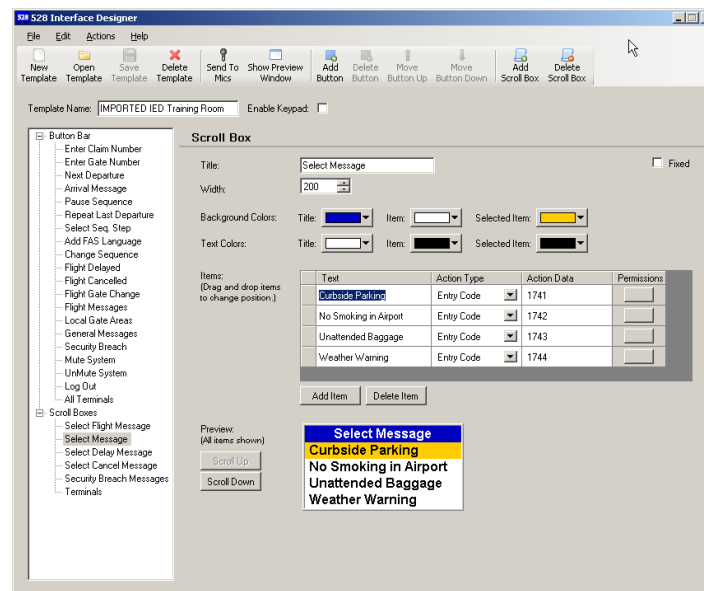 528 528 Interface Designer
File Edit Actions Help
New Template Open Template Save Template Delete Template Send To Mics Show Preview Window Add Button Delete Button Move Button Up Move Button Down Add Scroll Box Delete Scroll Box
Template Name: IMPORTED IED Training Room Enable Keypad:
Button Bar
Enter Claim Number
Enter Gate Number
Next Departure
Arrival Message
Pause Sequence
Repeat Last Departure
Select Seq. Step
Add FAS Language
Change Sequence
Flight Delayed
Flight Cancelled
Flight Gate Change
Flight Messages
Local Gate Areas
General Messages
Security Breach
Mute System
UnMute System
Log Out
All Terminals
Scroll Boxes
Select Flight Message
Select Message
Select Delay Message
Select Cancel Message
Security Breach Messages
Terminals
Scroll Box
Title: Select Message Fixed
Width: 200
Background Colors: Title: Item: Selected Item:
Text Colors: Title: Item: Selected Item:
Items:
(Drag and drop items
to change position.)
Text Action Type Action Data Permissions
Curbside Parking Entry Code 1741
No Smoking in Airport Entry Code 1742
Unattended Baggage Entry Code 1743
Weather Warning Entry Code 1744
Add Item Delete Item
Preview:
(All items shown)
Scroll Up
Scroll Down
Select Message
Curbside Parking
No Smoking in Airport
Unattended Baggage
Weather Warning